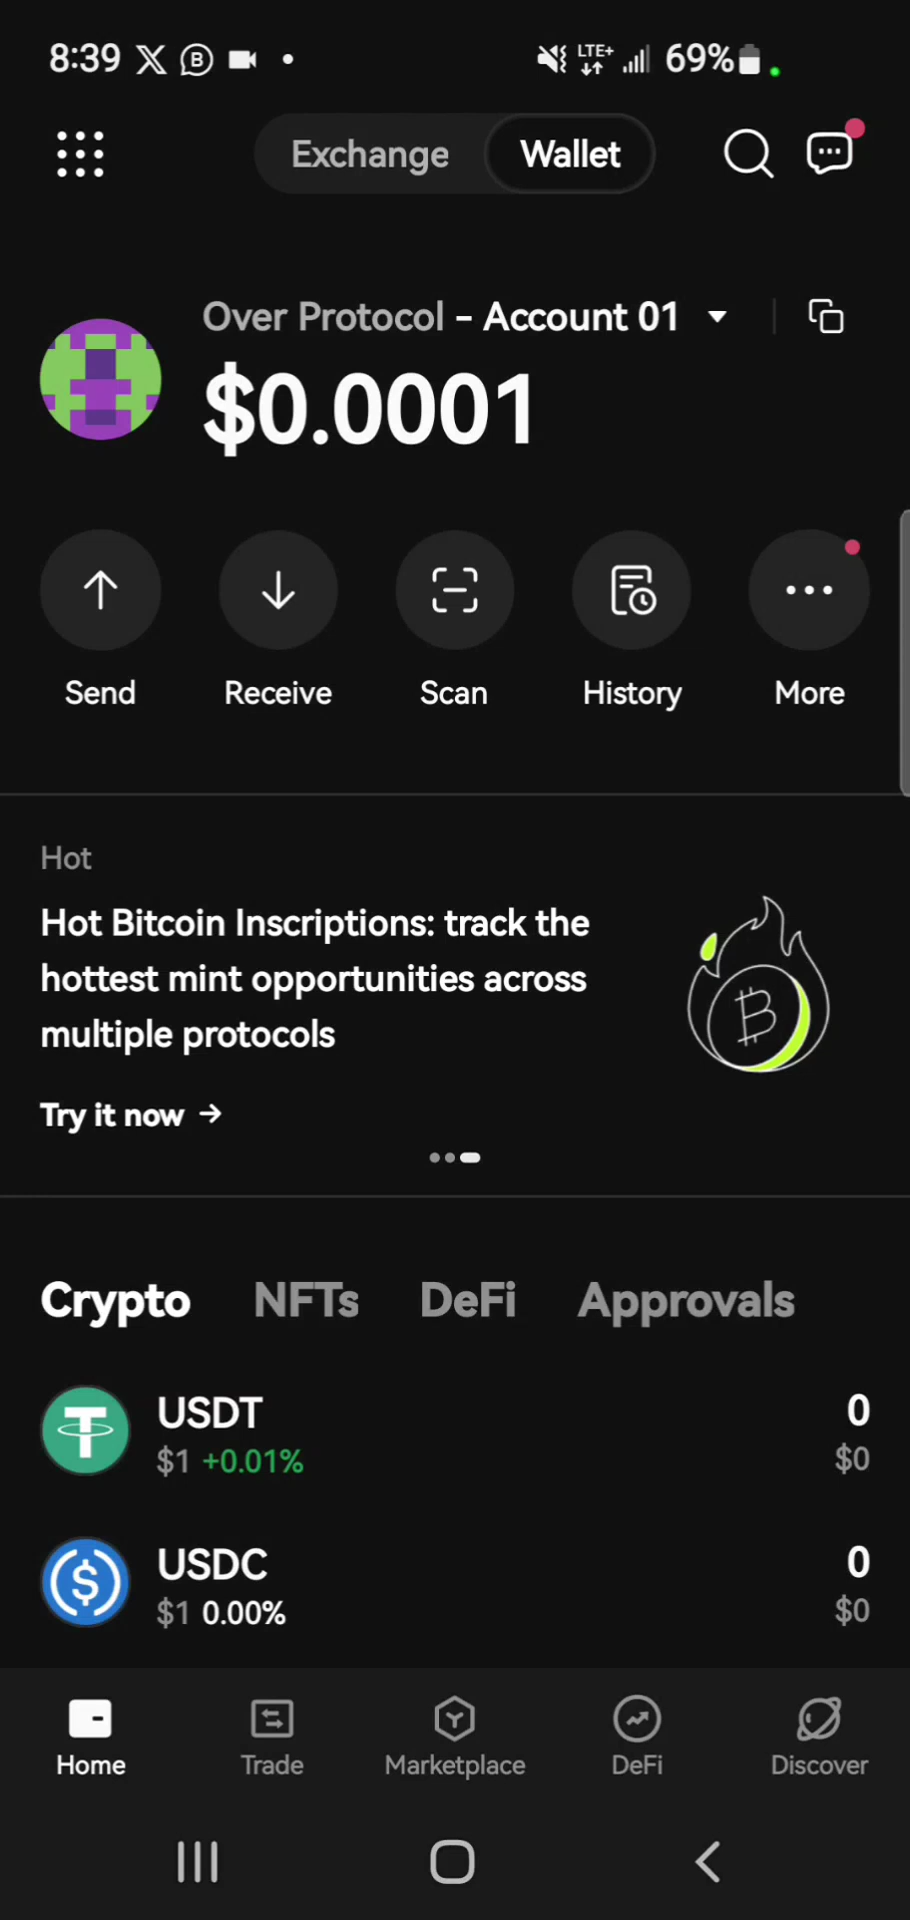 8:39
LTE+
69%
Exchange
Wallet
Over Protocol - Account 01
$0.0001
Send
Receive
Scan
History
More
Hot
Hot Bitcoin Inscriptions: track the
hottest mint opportunities across
multiple protocols
Try it now →
Crypto
NFTs
DeFi
Approvals
USDT
0
$1 +0.01%
$0
USDC
0
$1 0.00%
$0
Home
Trade
Marketplace
DeFi
Discover